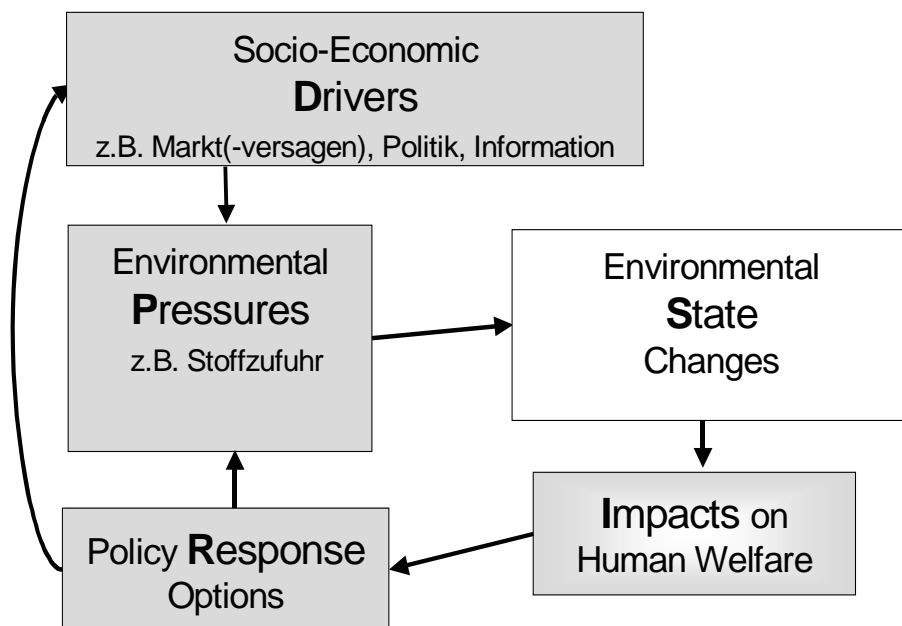 Socio-Economic
Drivers
z.B. Markt(-versagen), Politik, Information
Environmental
Pressures
z.B. Stoffzufuhr
Environmental
State
Changes
Impacts on
Human Welfare
Policy Response
Options